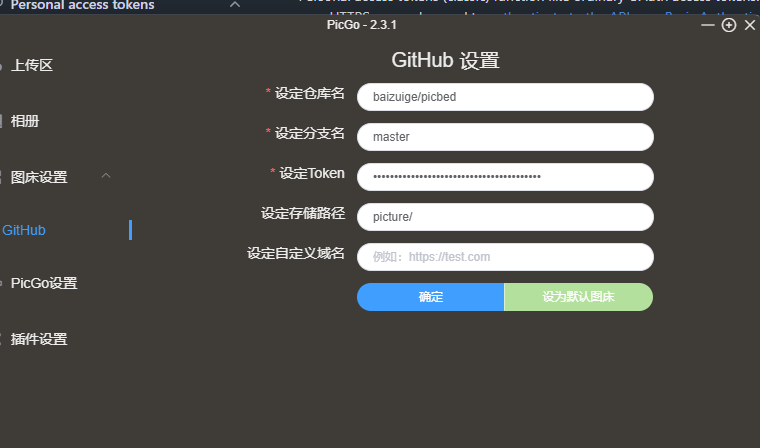 Personal access tokens
PicGo - 2.3.1
上传区
相册
图床设置
GitHub
PicGo设置
插件设置
GitHub 设置
* 设定仓库名
baizuige/picbed
* 设定分支名
master
* 设定Token
••••••••••••••••••••••••••••••••••••••••
设定存储路径
picture/
设定自定义域名
例如：https://test.com
确定
设为默认图床